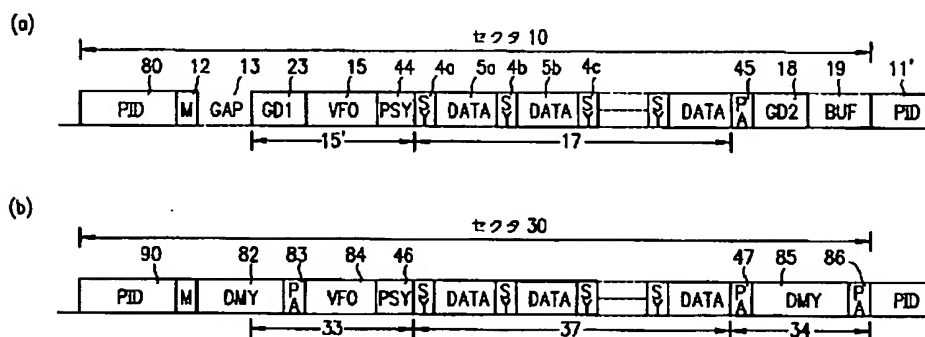 (a)
セクタ 10
80 12 13 23 15 44 4a 5a 4b 5b 4c 45 18 19 11'
PID M GAP GD1 VFO PSY SY DATA SY DATA SY SY DATA PA GD2 BUF PID
15' 17
(b)
セクタ 30
90 82 83 84 46 47 85 86
PID M DMY PA VFO PSY SY DATA SY DATA SY SY DATA PA DMY PA PID
33 37 34